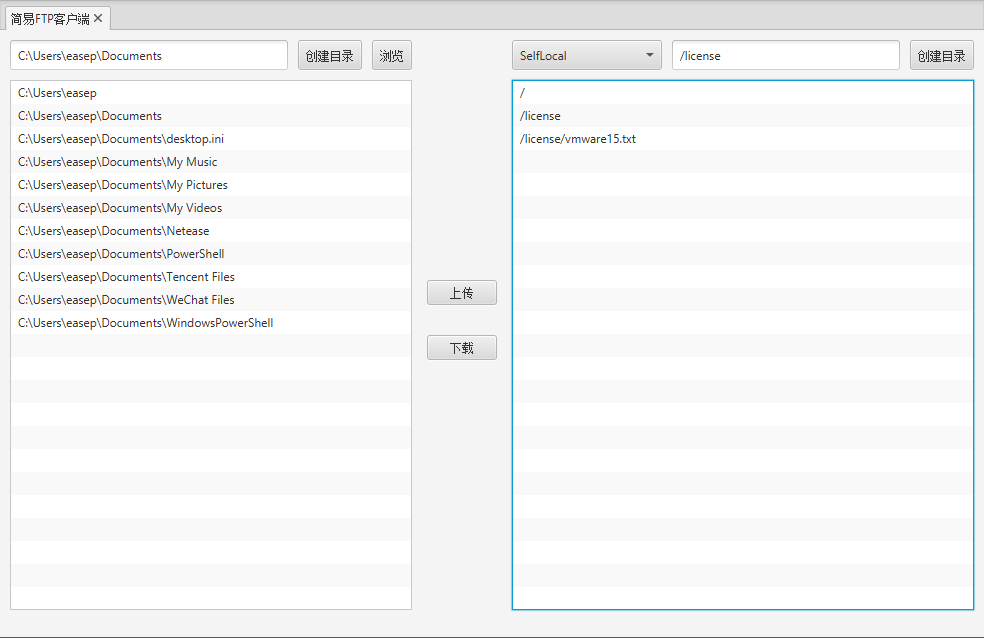 简易FTP客户端
C:\Users\easep\Documents 创建目录 浏览 SelfLocal /license 创建目录
C:\Users\easep
C:\Users\easep\Documents
C:\Users\easep\Documents\desktop.ini
C:\Users\easep\Documents\My Music
C:\Users\easep\Documents\My Pictures
C:\Users\easep\Documents\My Videos
C:\Users\easep\Documents\Netease
C:\Users\easep\Documents\PowerShell
C:\Users\easep\Documents\Tencent Files
C:\Users\easep\Documents\WeChat Files
C:\Users\easep\Documents\WindowsPowerShell
上传
下载
/
/license
/license/vmware15.txt